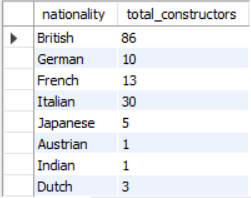 nationality total_constructors
British 86
German 10
French 13
Italian 30
Japanese 5
Austrian 1
Indian 1
Dutch 3